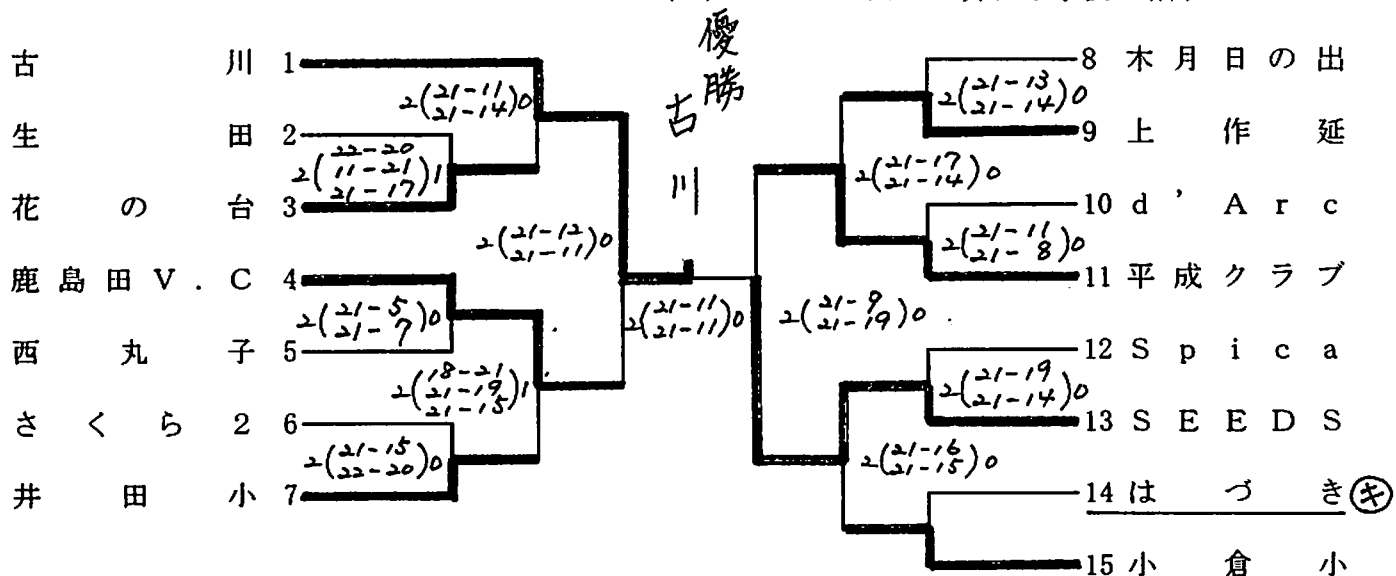 優勝
古川
古川 1
2(21-11 21-14)0
生田 2
2(22-20 11-21 21-17)1
花の台 3
2(21-12 21-11)0
鹿島田V.C 4
2(21-5 21-7)0
西丸子 5
2(18-21 21-19 21-15)1
さくら2 6
2(21-15 22-20)0
井田小 7
2(21-11 21-11)0
8 木月日の出
2(21-13 21-14)0
9 上作延
2(21-17 21-14)0
10 d'Arc
2(21-11 21-8)0
11 平成クラブ
2(21-9 21-19)0
12 Spica
2(21-19 21-14)0
13 SEEDS
2(21-16 21-15)0
14 はづき キ
15 小倉小